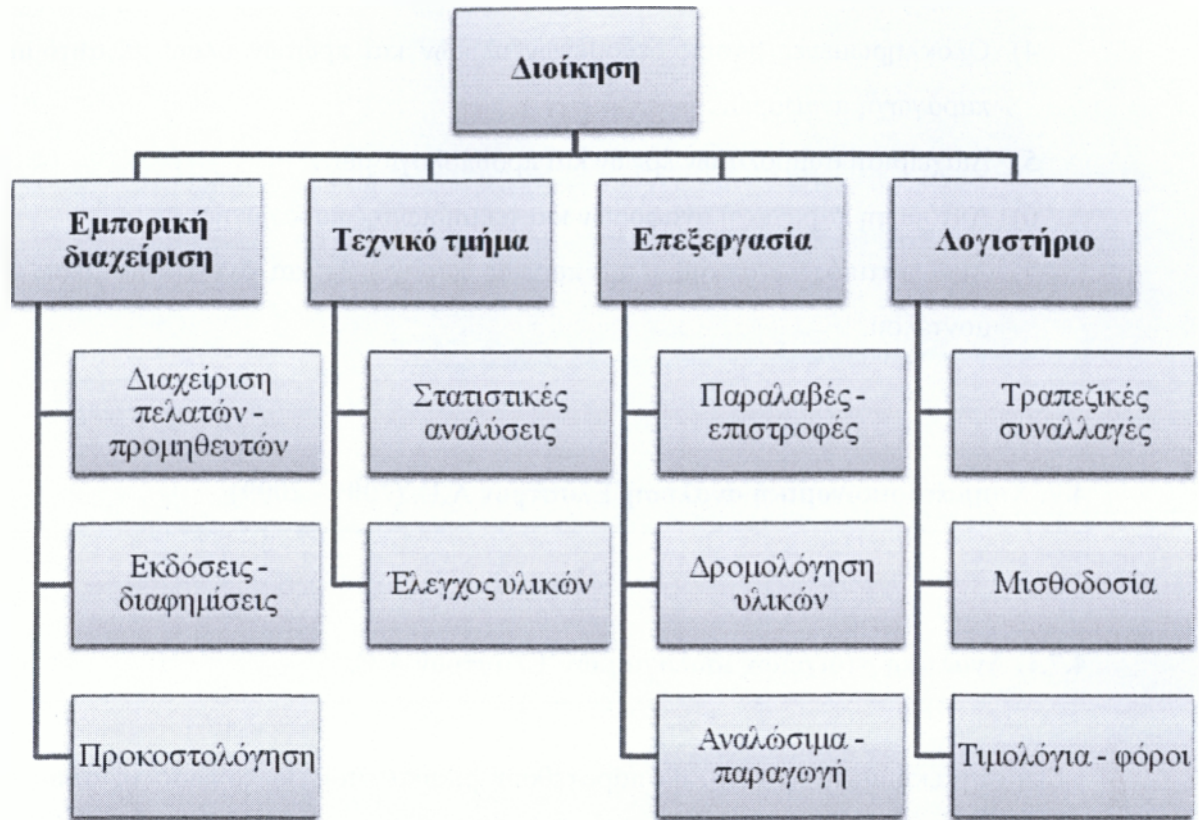 Διοίκηση
Εμπορική
διαχείριση
Τεχνικό τμήμα
Επεξεργασία
Λογιστήριο
Διαχείριση
πελατών -
προμηθευτών
Στατιστικές
αναλύσεις
Παραλαβές -
επιστροφές
Τραπεζικές
συναλλαγές
Εκδόσεις -
διαφημίσεις
Έλεγχος υλικών
Δρομολόγηση
υλικών
Μισθοδοσία
Προκοστολόγηση
Αναλώσιμα -
παραγωγή
Τιμολόγια - φόροι